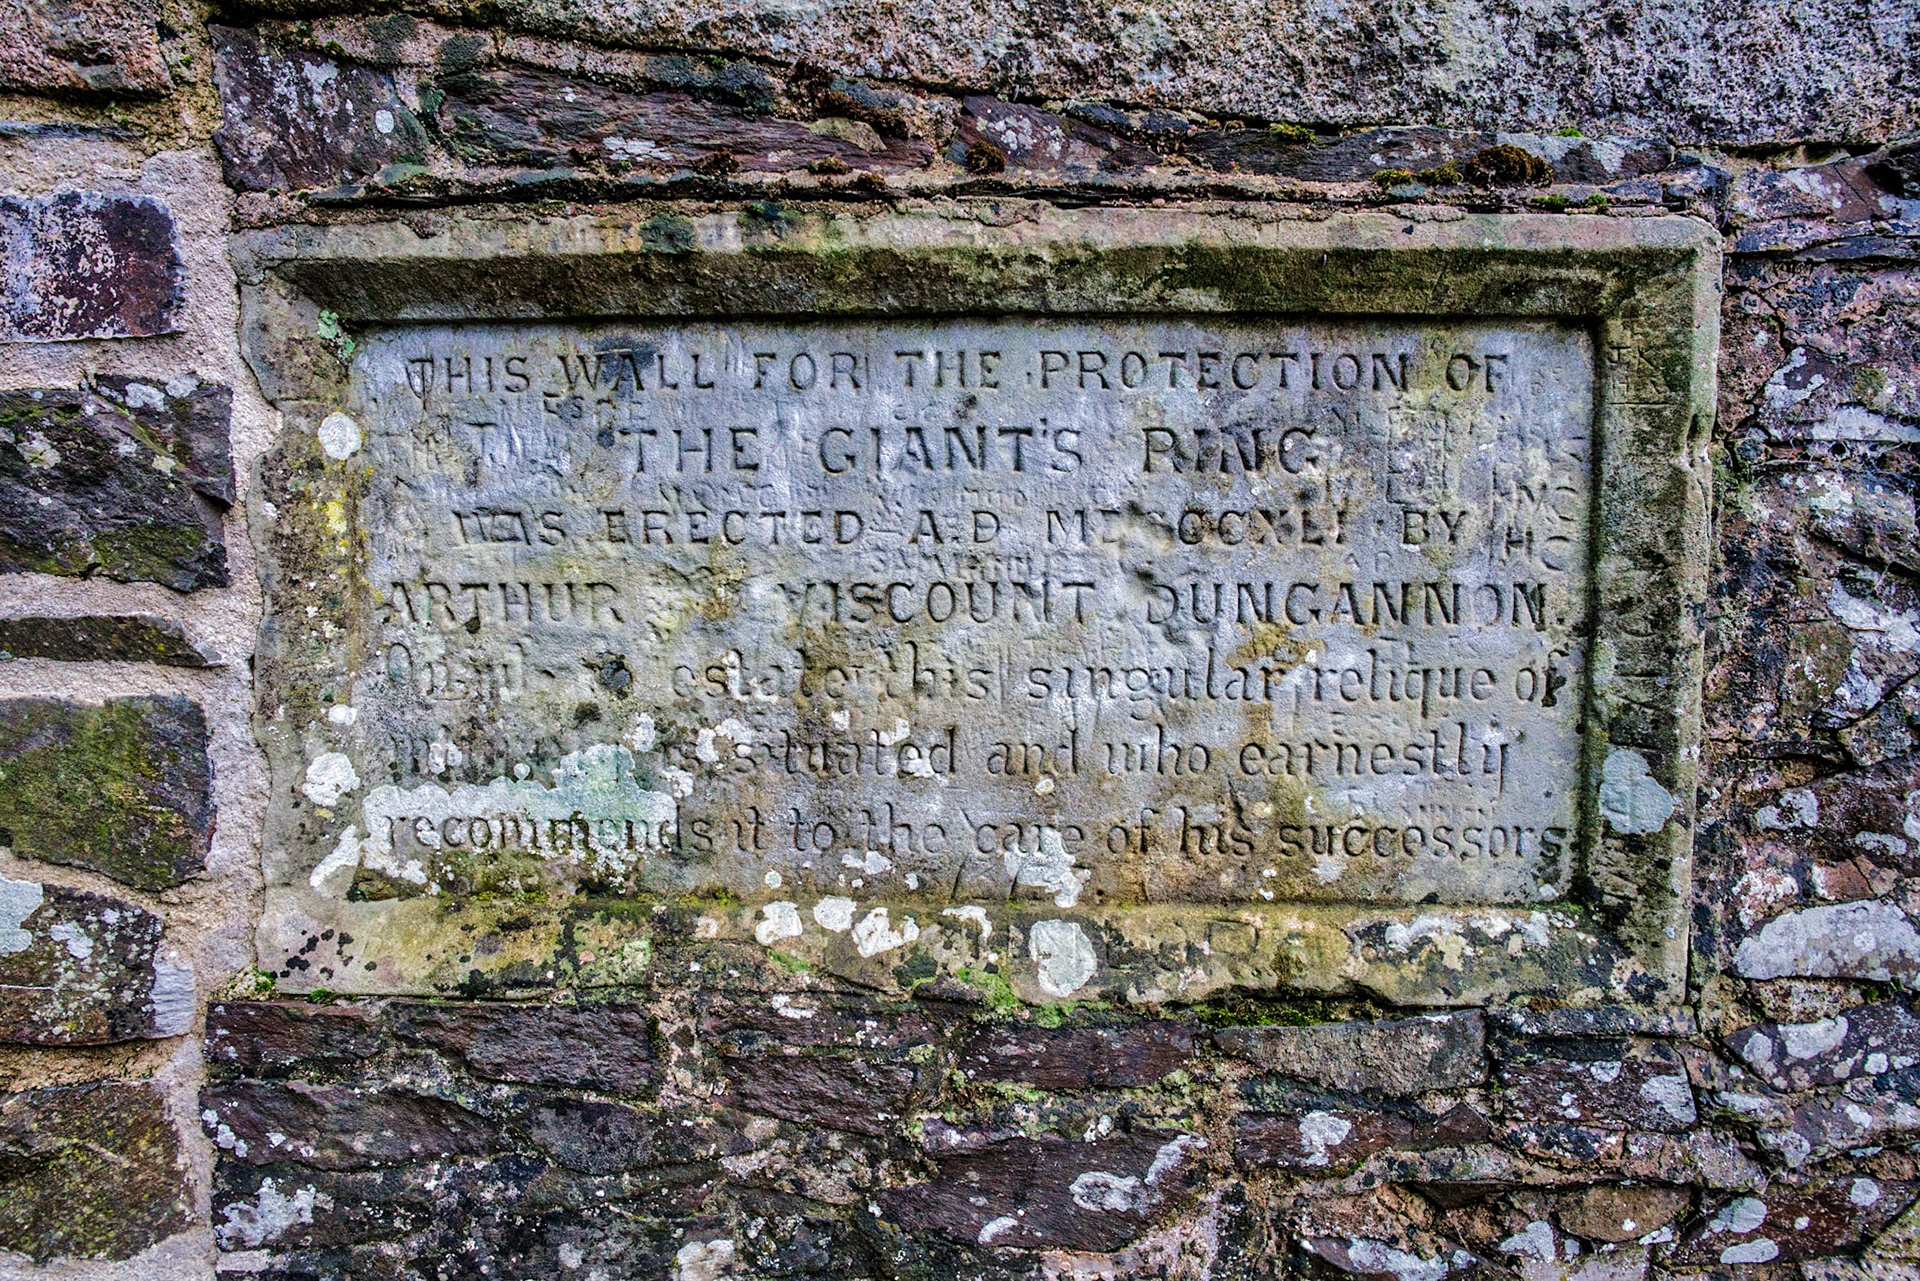 THIS WALL FOR THE PROTECTION OF
THE GIANT'S RING
WAS ERECTED A.D BY
ARTHUR VISCOUNT DUNGANNON.
estate this singular relique of
is situated and who earnestly
recommends it to the care of his successors